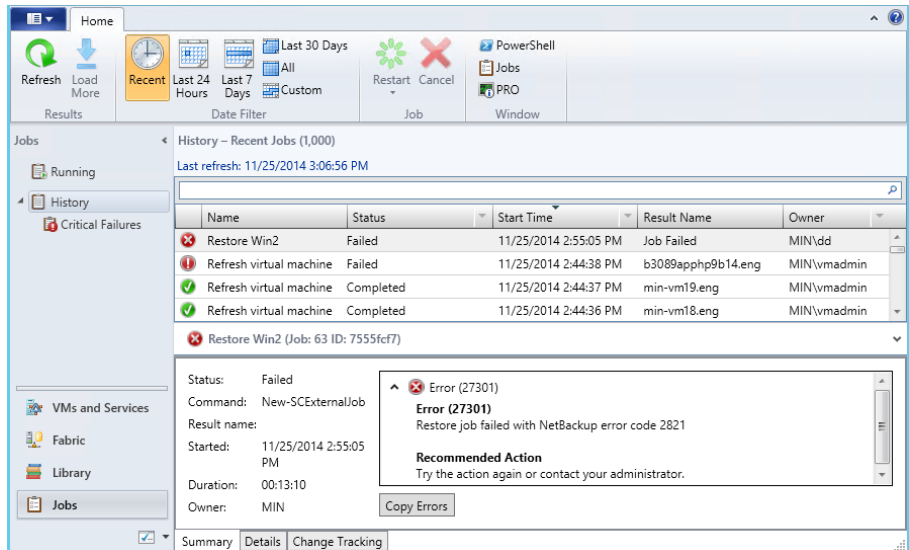 Home
Refresh
Load More
Results
Recent
Last 24 Hours
Last 7 Days
Last 30 Days
All
Custom
Date Filter
Restart
Cancel
Job
PowerShell
Jobs
PRO
Window
Jobs
Running
History
Critical Failures
VMs and Services
Fabric
Library
Jobs
History – Recent Jobs (1,000)
Last refresh: 11/25/2014 3:06:56 PM
Name Status Start Time Result Name Owner
Restore Win2 Failed 11/25/2014 2:55:05 PM Job Failed MIN\dd
Refresh virtual machine Failed 11/25/2014 2:44:38 PM b3089apphp9b14.eng MIN\vmadmin
Refresh virtual machine Completed 11/25/2014 2:44:37 PM min-vm19.eng MIN\vmadmin
Refresh virtual machine Completed 11/25/2014 2:44:36 PM min-vm18.eng MIN\vmadmin
Restore Win2 (Job: 63 ID: 7555fcf7)
Status: Failed
Command: New-SCExternalJob
Result name:
Started: 11/25/2014 2:55:05 PM
Duration: 00:13:10
Owner: MIN
Error (27301)
Error (27301)
Restore job failed with NetBackup error code 2821
Recommended Action
Try the action again or contact your administrator.
Copy Errors
Summary Details Change Tracking